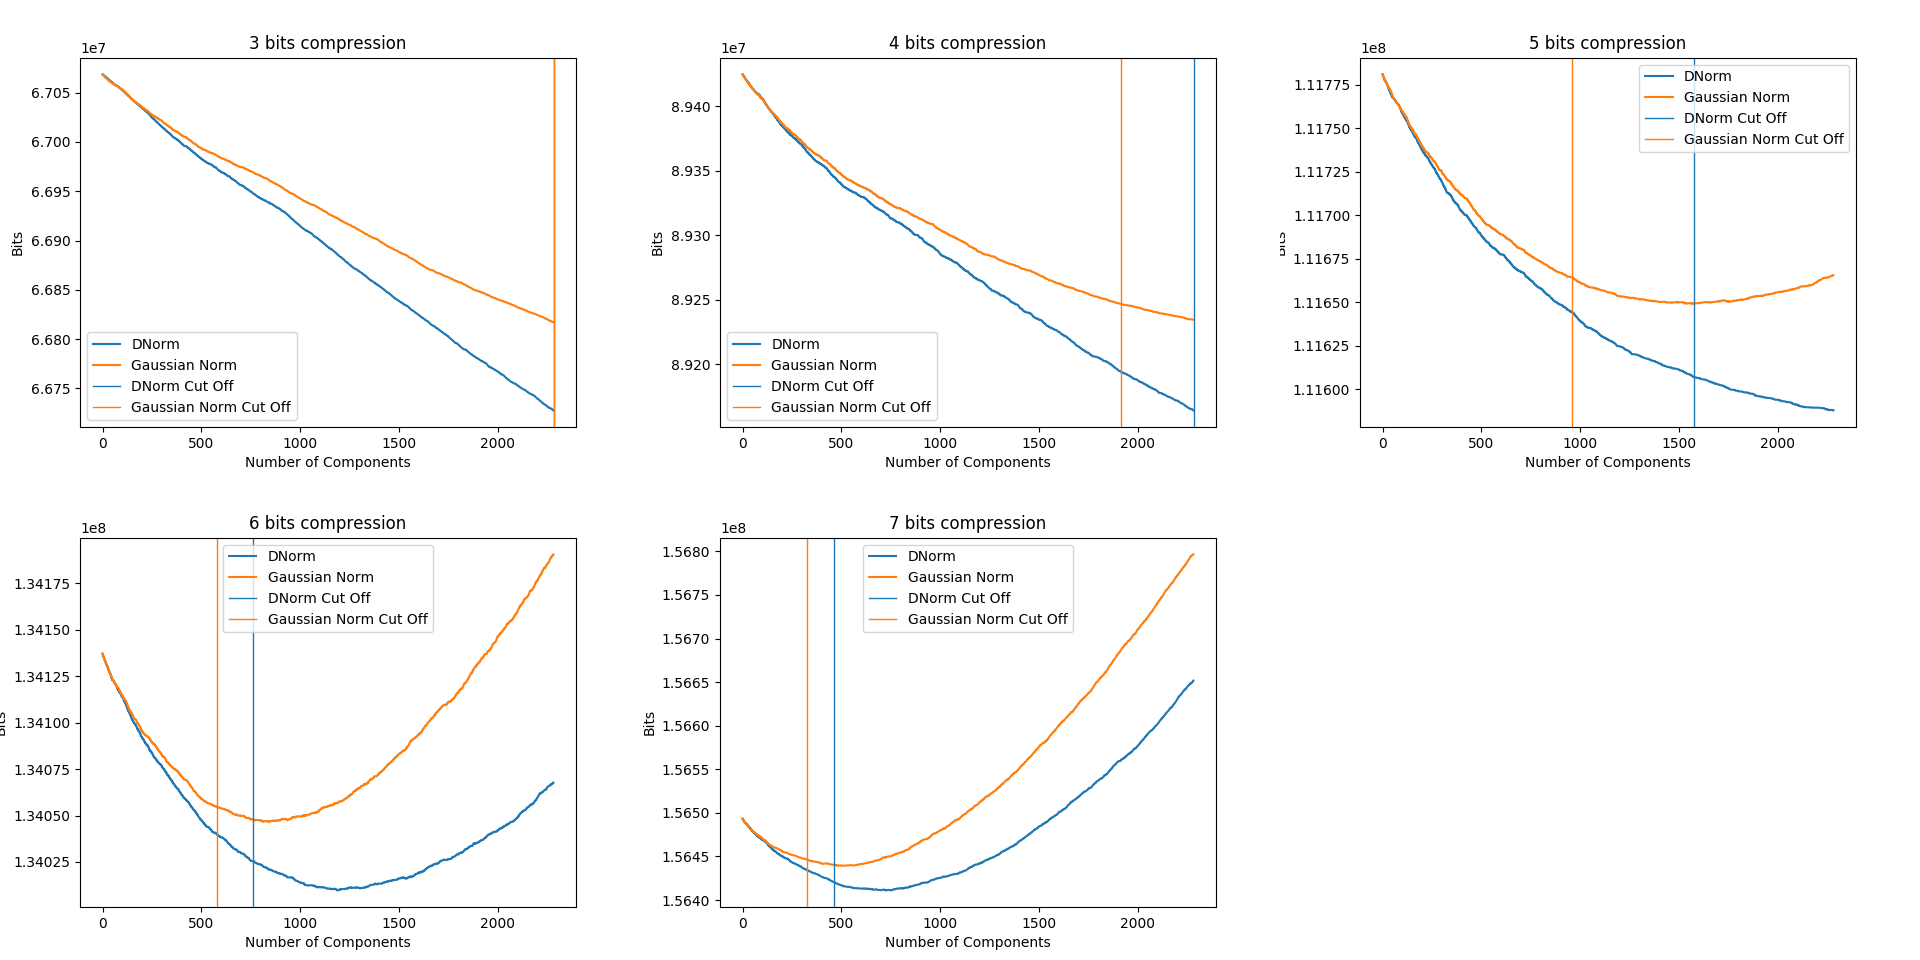 3 bits compression
1e7
6.705
6.700
6.695
6.690
6.685
6.680
6.675
Bits
DNorm
Gaussian Norm
DNorm Cut Off
Gaussian Norm Cut Off
0 500 1000 1500 2000
Number of Components
4 bits compression
1e7
8.940
8.935
8.930
8.925
8.920
Bits
DNorm
Gaussian Norm
DNorm Cut Off
Gaussian Norm Cut Off
0 500 1000 1500 2000
Number of Components
5 bits compression
1e8
1.11775
1.11750
1.11725
1.11700
1.11675
1.11650
1.11625
1.11600
Bits
DNorm
Gaussian Norm
DNorm Cut Off
Gaussian Norm Cut Off
0 500 1000 1500 2000
Number of Components
6 bits compression
1e8
1.34175
1.34150
1.34125
1.34100
1.34075
1.34050
1.34025
Bits
DNorm
Gaussian Norm
DNorm Cut Off
Gaussian Norm Cut Off
0 500 1000 1500 2000
Number of Components
7 bits compression
1e8
1.5680
1.5675
1.5670
1.5665
1.5660
1.5655
1.5650
1.5645
1.5640
Bits
DNorm
Gaussian Norm
DNorm Cut Off
Gaussian Norm Cut Off
0 500 1000 1500 2000
Number of Components